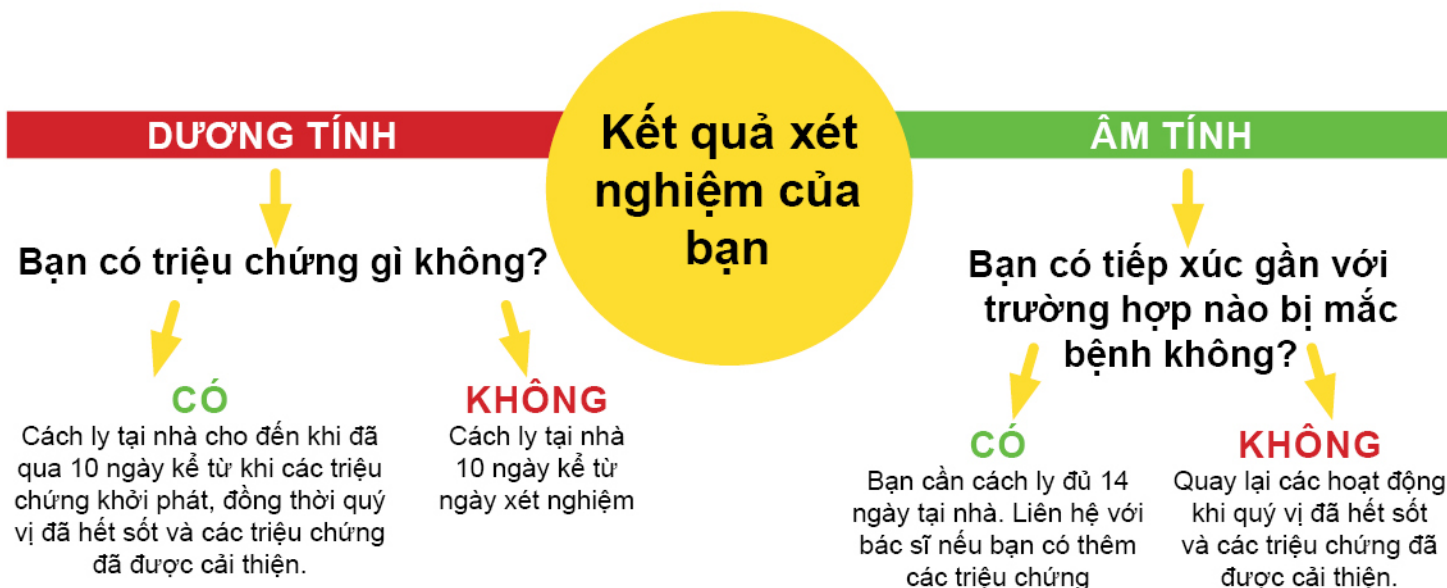 Kết quả xét
nghiệm của
bạn
DƯƠNG TÍNH
Bạn có triệu chứng gì không?
CÓ
Cách ly tại nhà cho đến khi đã
qua 10 ngày kể từ khi các triệu
chứng khởi phát, đồng thời quý
vị đã hết sốt và các triệu chứng
đã được cải thiện.
KHÔNG
Cách ly tại nhà
10 ngày kể từ
ngày xét nghiệm
ÂM TÍNH
Bạn có tiếp xúc gần với
trường hợp nào bị mắc
bệnh không?
CÓ
Bạn cần cách ly đủ 14
ngày tại nhà. Liên hệ với
bác sĩ nếu bạn có thêm
các triệu chứng
KHÔNG
Quay lại các hoạt động
khi quý vị đã hết sốt
và các triệu chứng đã
được cải thiện.